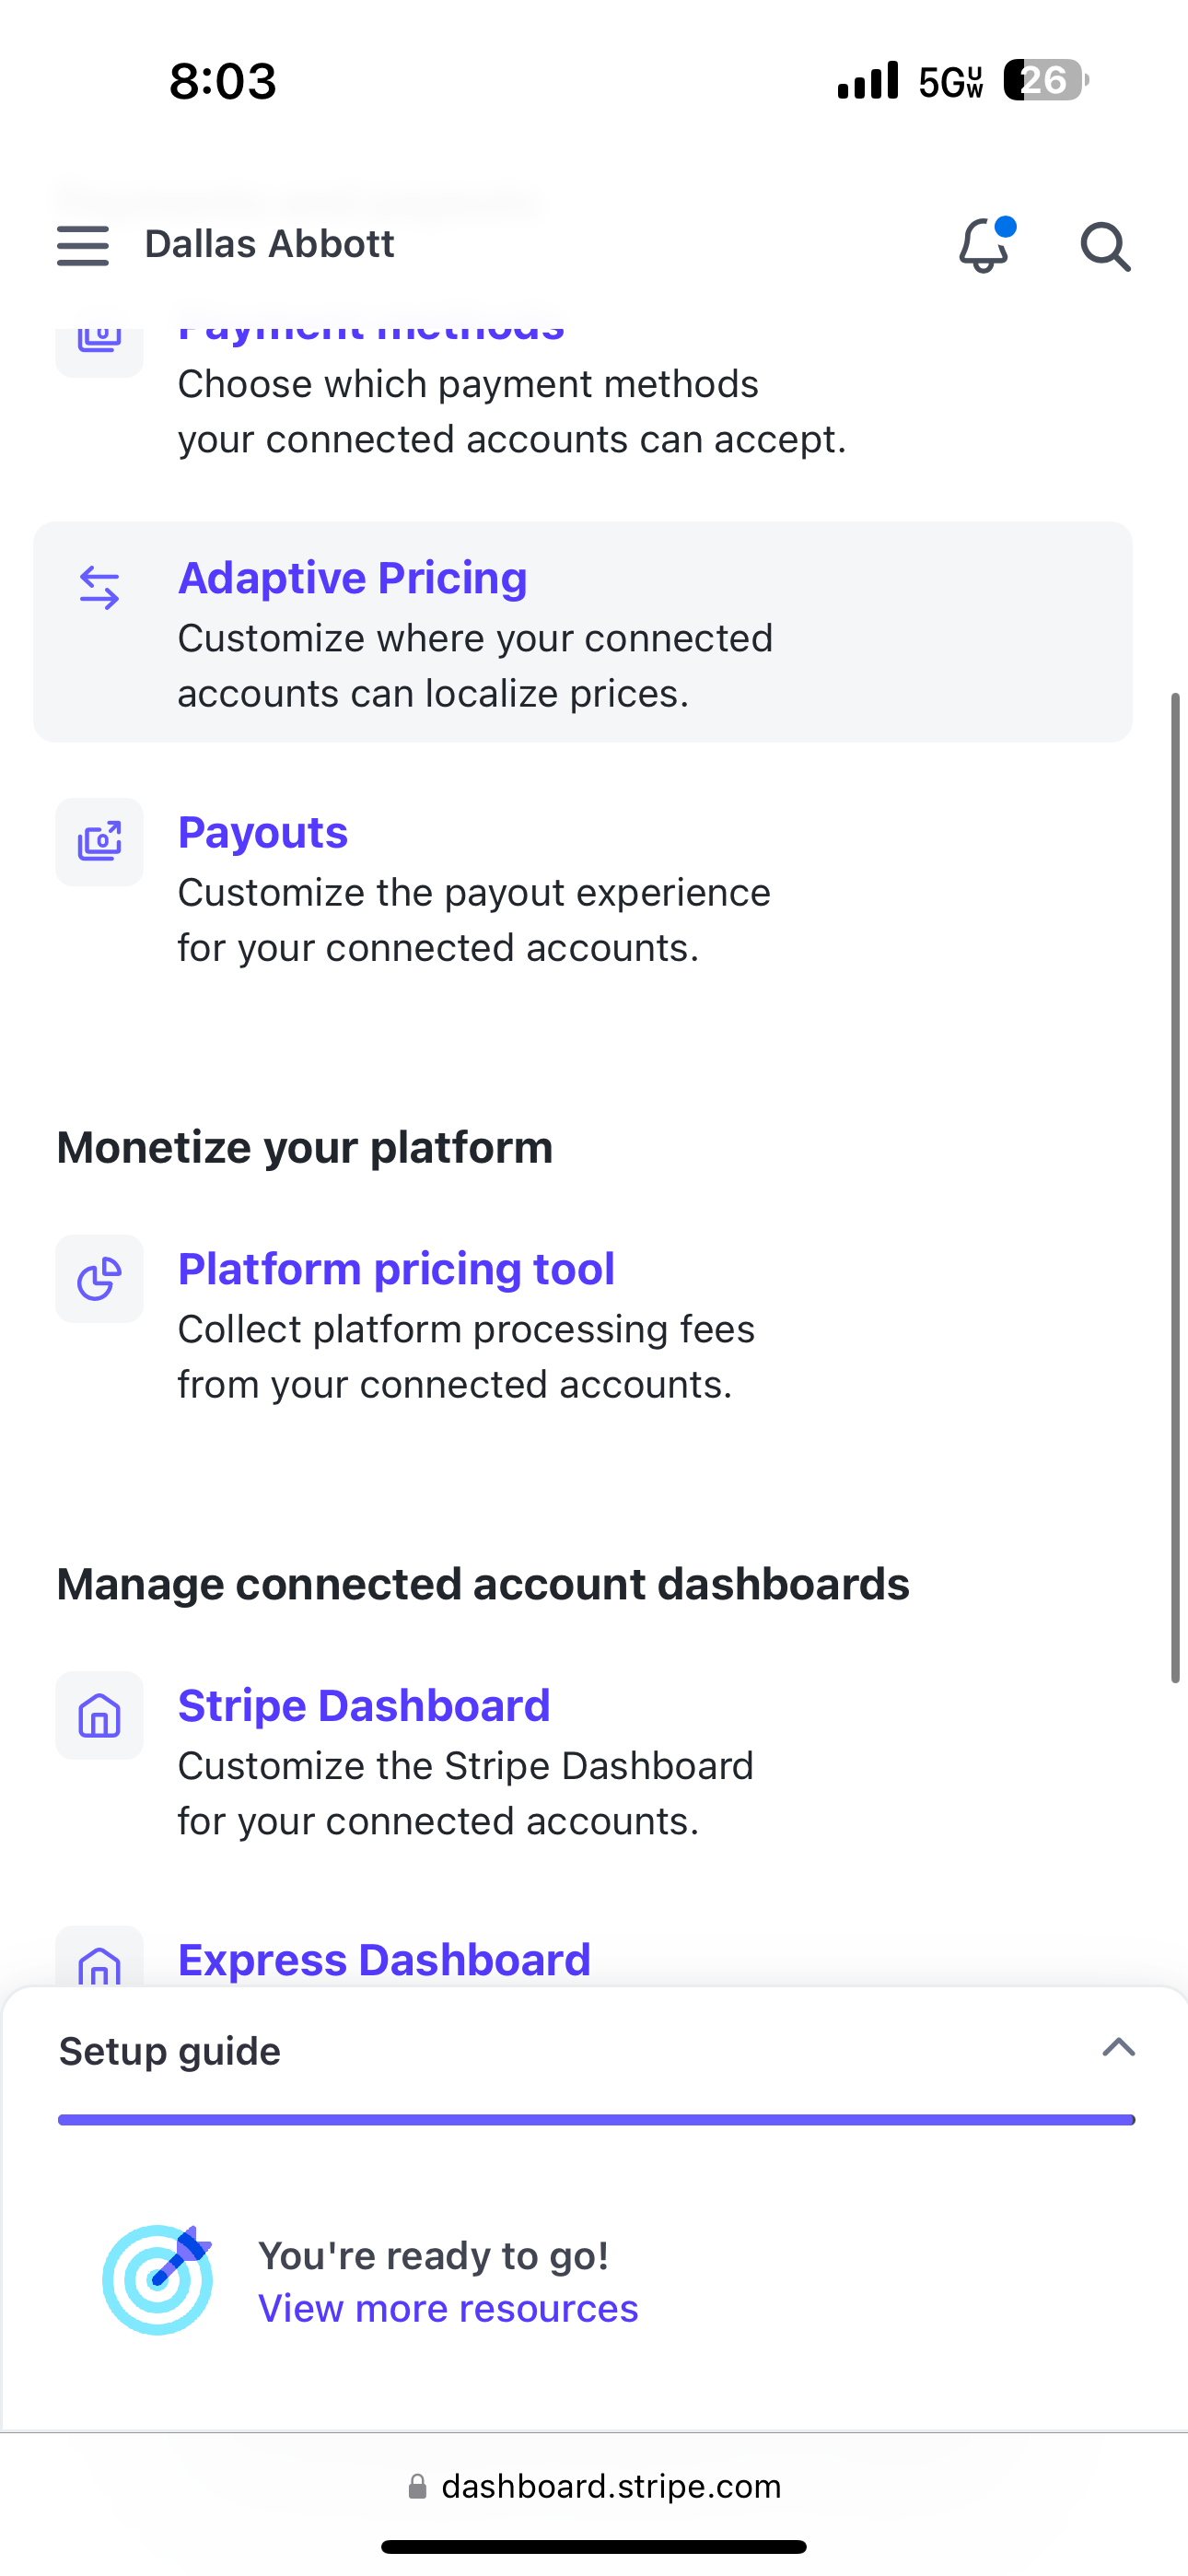 8:03
5G UW
26
Dallas Abbott
Payment methods
Choose which payment methods
your connected accounts can accept.
Adaptive Pricing
Customize where your connected
accounts can localize prices.
Payouts
Customize the payout experience
for your connected accounts.
Monetize your platform
Platform pricing tool
Collect platform processing fees
from your connected accounts.
Manage connected account dashboards
Stripe Dashboard
Customize the Stripe Dashboard
for your connected accounts.
Express Dashboard
Setup guide
You're ready to go!
View more resources
dashboard.stripe.com